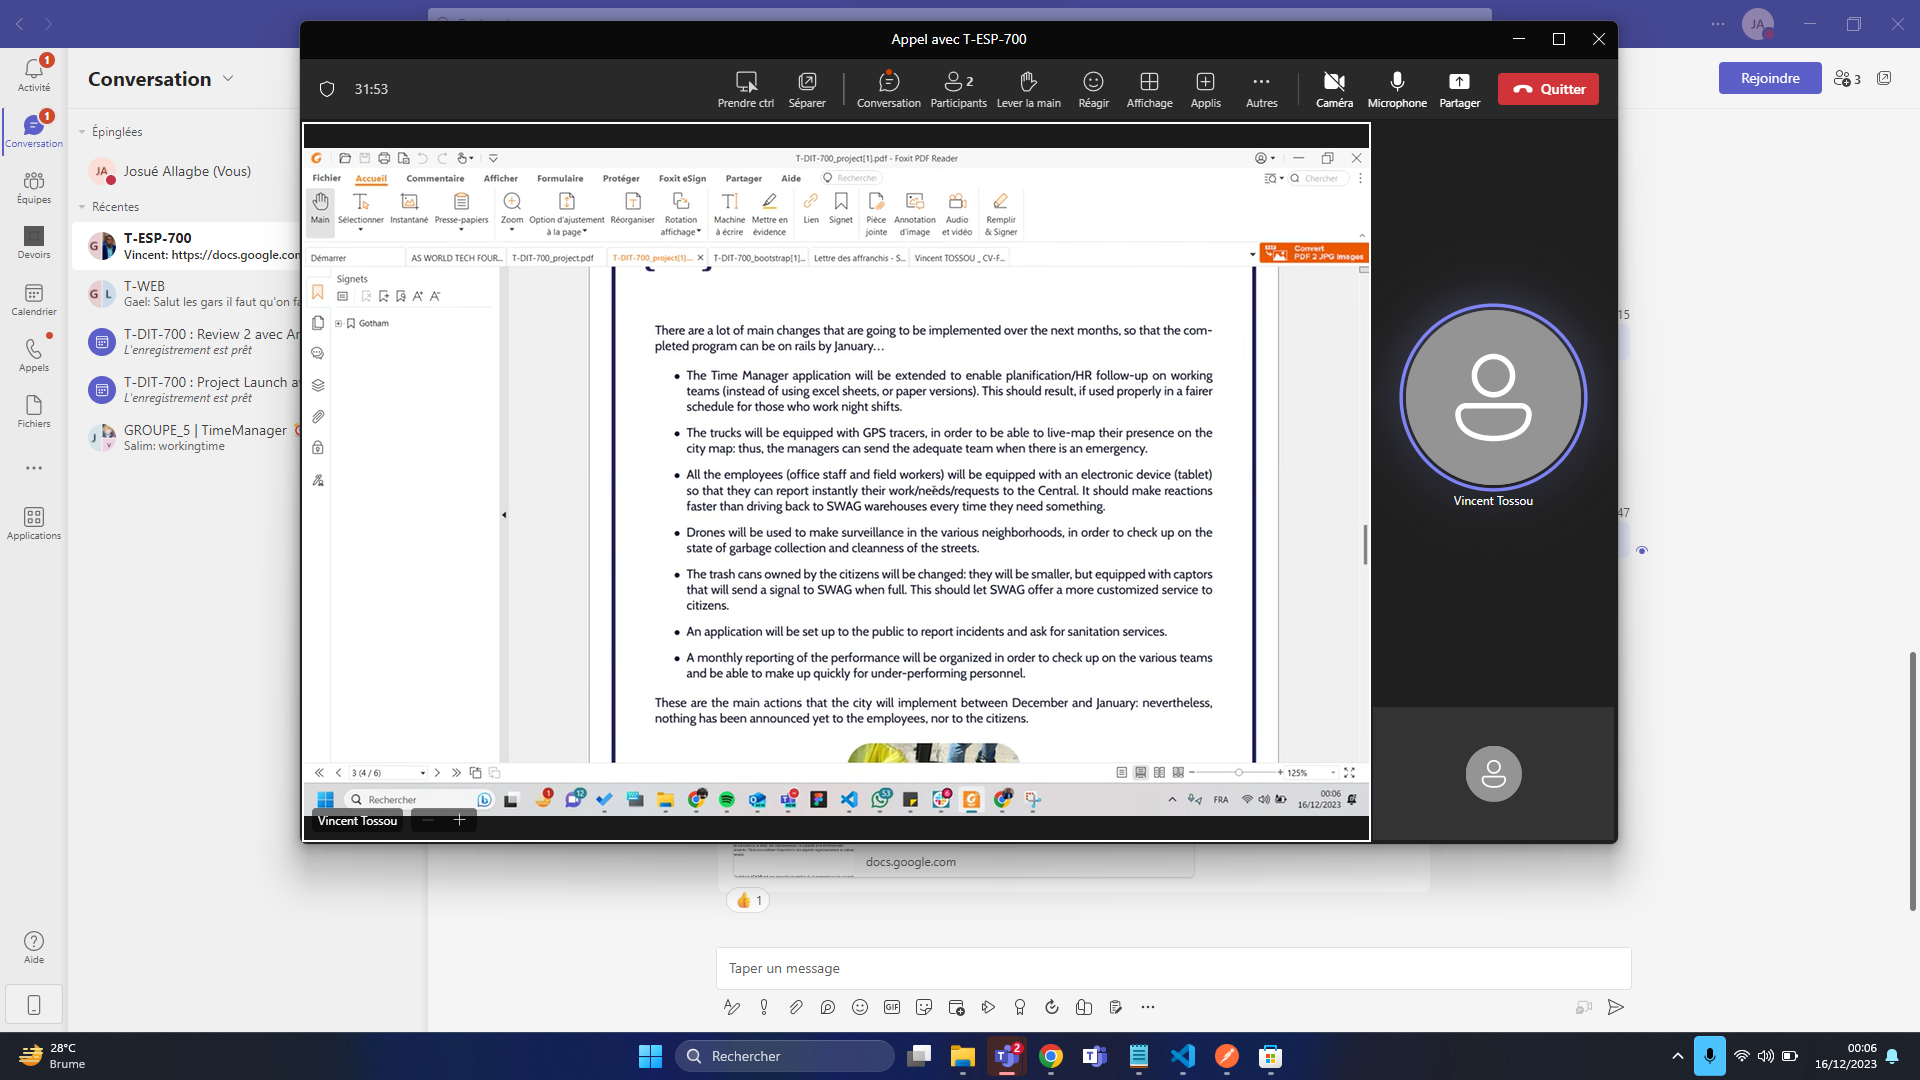 Appel avec T-ESP-700
JA
31:53
Prendre ctrl
Séparer
Conversation
2
Participants
Lever la main
Réagir
Affichage
Applis
Autres
Caméra
Microphone
Partager
Quitter
Rejoindre
3
1
Activité
1
Conversation
Équipes
Devoirs
Calendrier
Appels
Fichiers
Applications
Aide
Conversation
Épinglées
JA Josué Allagbe (Vous)
Récentes
G T-ESP-700
Vincent: https://docs.google.con
G L T-WEB
Gael: Salut les gars il faut qu'on fa
T-DIT-700 : Review 2 avec An
L'enregistrement est prêt
T-DIT-700 : Project Launch av
L'enregistrement est prêt
J v GROUPE_5 | TimeManager
Salim: workingtime
T-DIT-700_project[1].pdf - Foxit PDF Reader
Fichier Accueil Commentaire Afficher Formulaire Protéger Foxit eSign Partager Aide Recherche Chercher
Main
Sélectionner
Instantané
Presse-papiers
Zoom
Option d'ajustement
à la page
Réorganiser
Rotation
affichage
Machine
à écrire
Mettre en
évidence
Lien
Signet
Pièce
jointe
Annotation
d'image
Audio
et vidéo
Remplir
& Signer
Démarrer AS WORLD TECH FOUR... T-DIT-700_project.pdf T-DIT-700_project[1]... T-DIT-700_bootstrap[1]... Lettre des affranchis - S... Vincent TOSSOU _ CV-F...
Convert
PDF 2 JPG Images
Signets
Gotham
There are a lot of main changes that are going to be implemented over the next months, so that the com-
pleted program can be on rails by January...
• The Time Manager application will be extended to enable planification/HR follow-up on working
teams (instead of using excel sheets, or paper versions). This should result, if used properly in a fairer
schedule for those who work night shifts.
• The trucks will be equipped with GPS tracers, in order to be able to live-map their presence on the
city map: thus, the managers can send the adequate team when there is an emergency.
• All the employees (office staff and field workers) will be equipped with an electronic device (tablet)
so that they can report instantly their work/needs/requests to the Central. It should make reactions
faster than driving back to SWAG warehouses every time they need something.
• Drones will be used to make surveillance in the various neighborhoods, in order to check up on the
state of garbage collection and cleanness of the streets.
• The trash cans owned by the citizens will be changed: they will be smaller, but equipped with captors
that will send a signal to SWAG when full. This should let SWAG offer a more customized service to
citizens.
• An application will be set up to the public to report incidents and ask for sanitation services.
• A monthly reporting of the performance will be organized in order to check up on the various teams
and be able to make up quickly for under-performing personnel.
These are the main actions that the city will implement between December and January: nevertheless,
nothing has been announced yet to the employees, nor to the citizens.
3 (4 / 6)
125%
Rechercher
1
12
53
6
FRA
00:06
16/12/2023
Vincent Tossou
Vincent Tossou
15
47
docs.google.com
1
Taper un message
GIF
28°C
Brume
Rechercher
2
00:06
16/12/2023